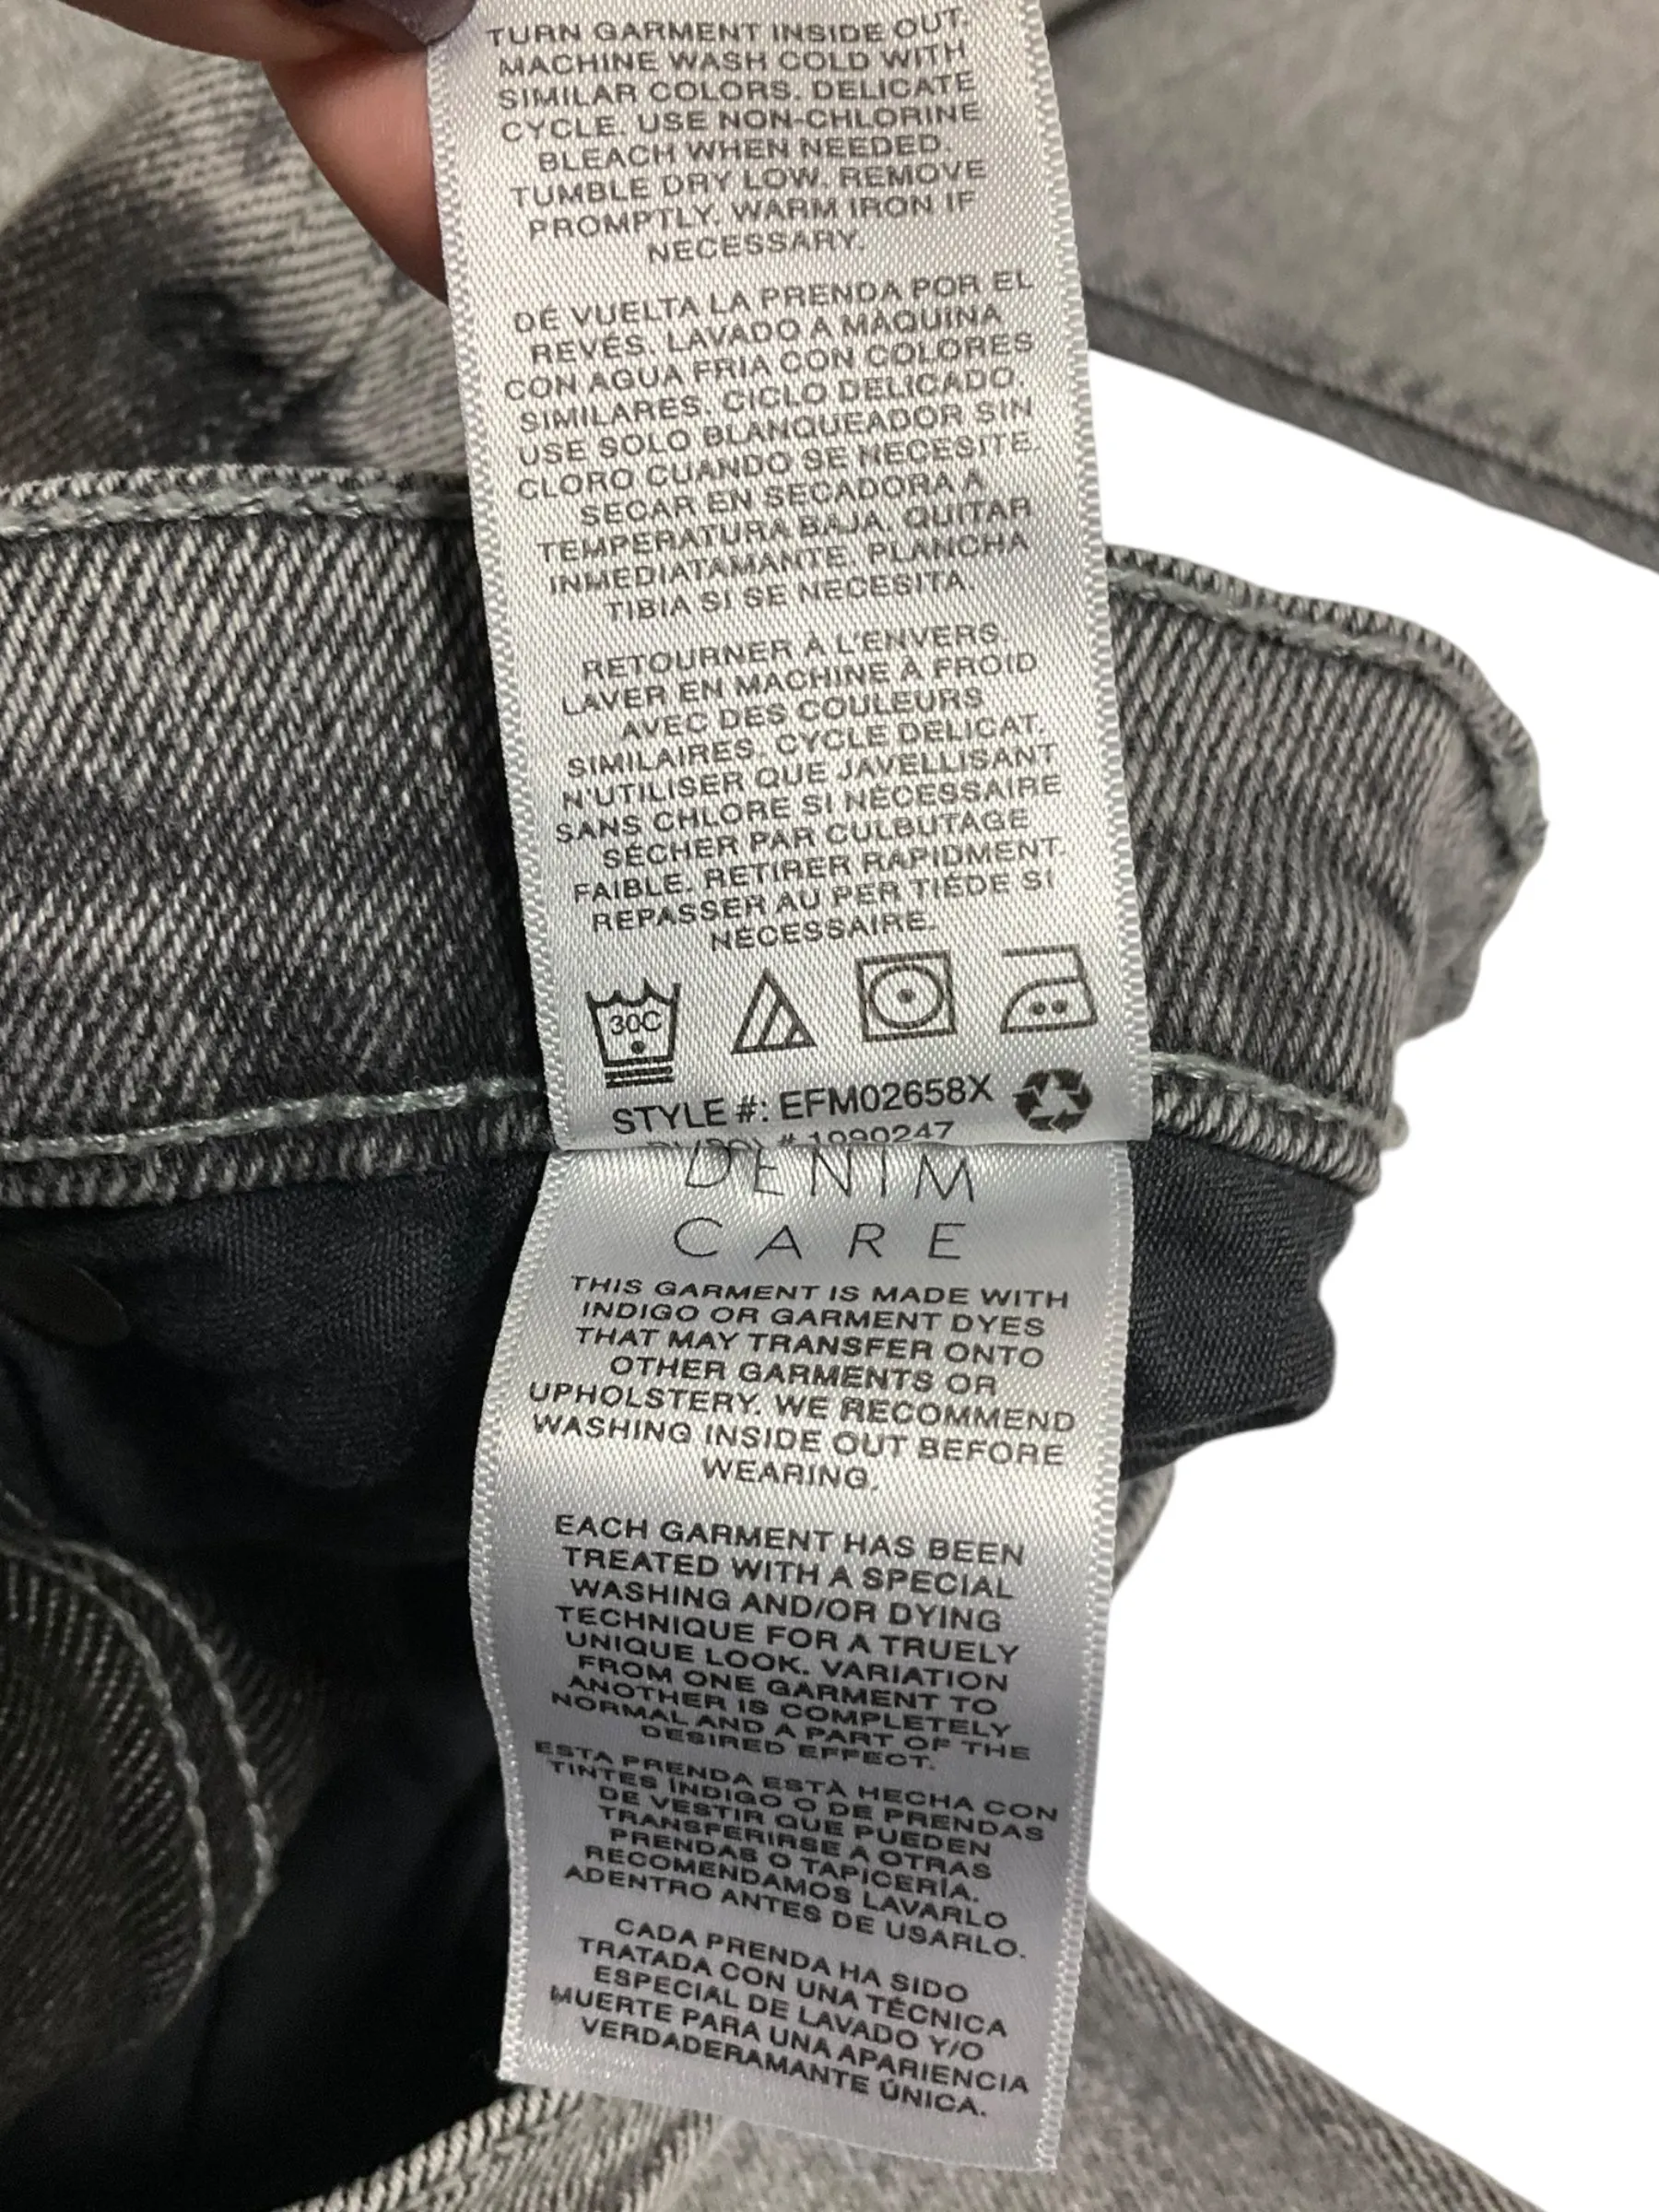 TURN GARMENT INSIDE OUT.
MACHINE WASH COLD WITH
SIMILAR COLORS. DELICATE
CYCLE. USE NON-CHLORINE
BLEACH WHEN NEEDED.
TUMBLE DRY LOW. REMOVE
PROMPTLY. WARM IRON IF
NECESSARY.
DÉ VUELTA LA PRENDA POR EL
REVÉS. LAVADO A MÁQUINA
CON AGUA FRIA CON COLORES
SIMILARES. CICLO DELICADO.
USE SOLO BLANQUEADOR SIN
CLORO CUANDO SE NECESITE.
SECAR EN SECADORA A
TEMPERATURA BAJA. QUITAR
INMEDIATAMANTE. PLANCHA
TIBIA SI SE NECESITA.
RETOURNER À L'ENVERS.
LAVER EN MACHINE À FROID
AVEC DES COULEURS
SIMILAIRES. CYCLE DÉLICAT.
N'UTILISER QUE JAVELLISANT
SANS CHLORE SI NÉCESSAIRE
SÉCHER PAR CULBUTAGE
FAIBLE. RETIRER RAPIDMENT.
REPASSER AU PER TIÉDE SI
NÉCESSAIRE.
30C
STYLE #: EFM02658X
# 1090247
DENIM
CARE
THIS GARMENT IS MADE WITH
INDIGO OR GARMENT DYES
THAT MAY TRANSFER ONTO
OTHER GARMENTS OR
UPHOLSTERY. WE RECOMMEND
WASHING INSIDE OUT BEFORE
WEARING.
EACH GARMENT HAS BEEN
TREATED WITH A SPECIAL
WASHING AND/OR DYING
TECHNIQUE FOR A TRUELY
UNIQUE LOOK. VARIATION
FROM ONE GARMENT TO
ANOTHER IS COMPLETELY
NORMAL AND A PART OF THE
DESIRED EFFECT.
ESTA PRENDA ESTÀ HECHA CON
TINTES ÍNDIGO O DE PRENDAS
DE VESTIR QUE PUEDEN
TRANSFERIRSE A OTRAS
PRENDAS O TAPICERÍA.
RECOMENDAMOS LAVARLO
ADENTRO ANTES DE USARLO.
CADA PRENDA HA SIDO
TRATADA CON UNA TÉCNICA
ESPECIAL DE LAVADO Y/O
MUERTE PARA UNA APARIENCIA
VERDADERAMANTE ÚNICA.